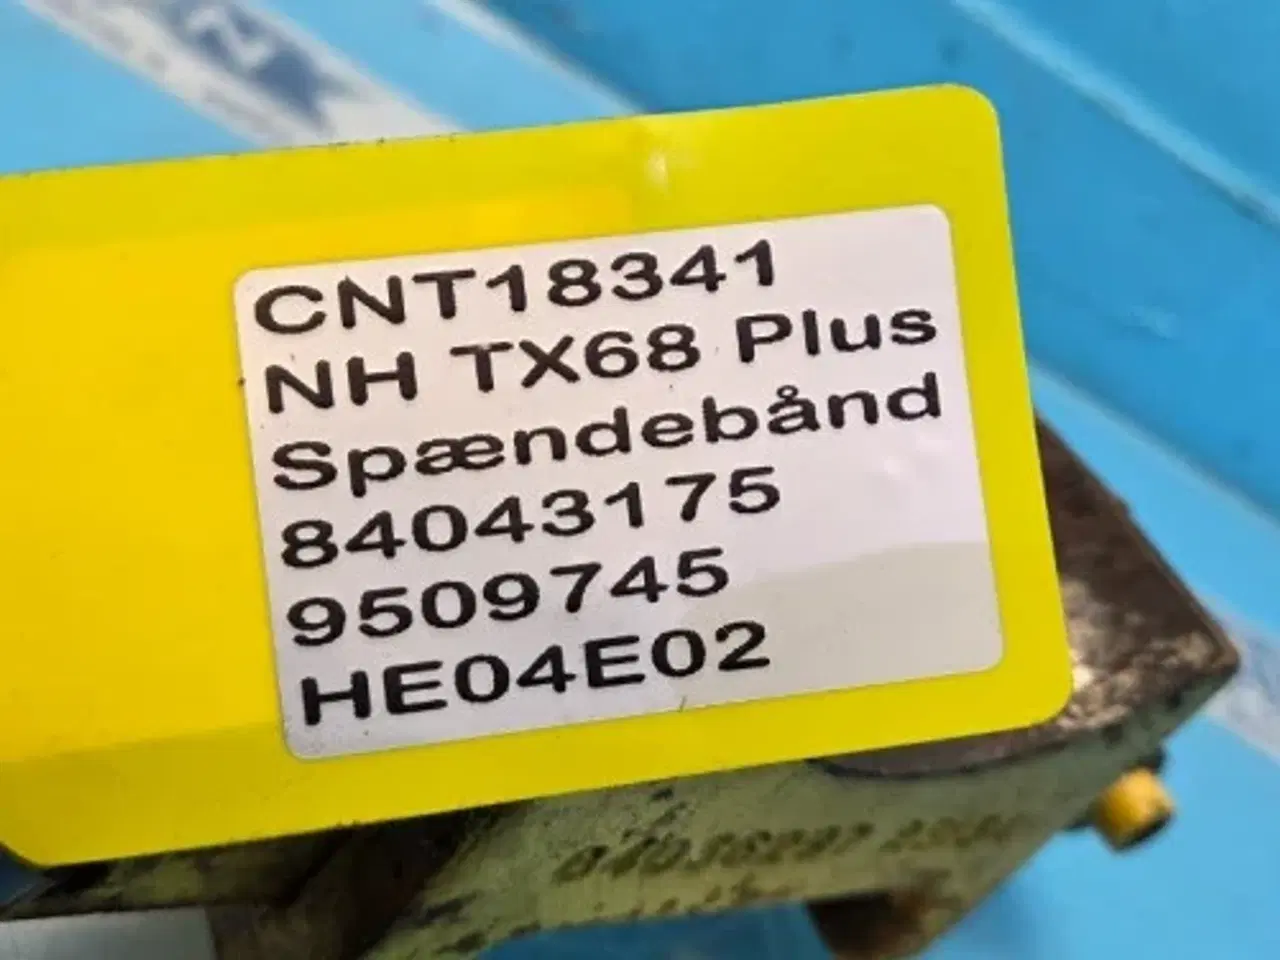 CNT18341
NH TX68 Plus
Spændebånd
84043175
9509745
HE04E02